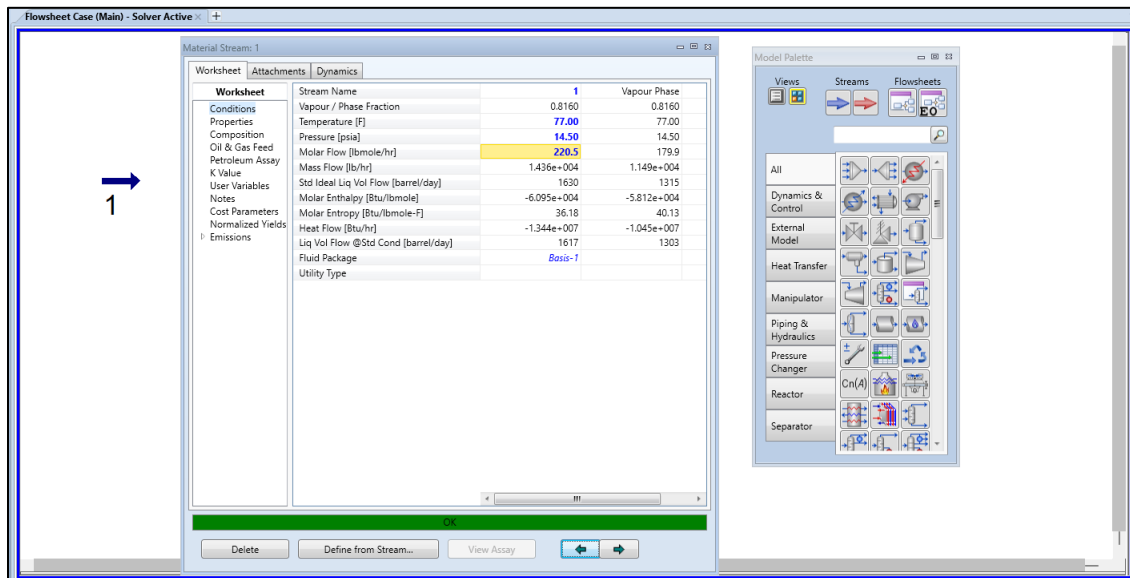 Flowsheet Case (Main) - Solver Active × +
Material Stream: 1
Worksheet Attachments Dynamics
Worksheet
Conditions
Properties
Composition
Oil & Gas Feed
Petroleum Assay
K Value
User Variables
Notes
Cost Parameters
Normalized Yields
Emissions
Stream Name 1 Vapour Phase
Vapour / Phase Fraction 0.8160 0.8160
Temperature [F] 77.00 77.00
Pressure [psia] 14.50 14.50
Molar Flow [lbmole/hr] 220.5 179.9
Mass Flow [lb/hr] 1.436e+004 1.149e+004
Std Ideal Liq Vol Flow [barrel/day] 1630 1315
Molar Enthalpy [Btu/lbmole] -6.095e+004 -5.812e+004
Molar Entropy [Btu/lbmole-F] 36.18 40.13
Heat Flow [Btu/hr] -1.344e+007 -1.045e+007
Liq Vol Flow @Std Cond [barrel/day] 1617 1303
Fluid Package Basis-1
Utility Type
OK
Delete Define from Stream... View Assay
1
Model Palette
Views Streams Flowsheets
EO
All
Dynamics &
Control
External
Model
Heat Transfer
Manipulator
Piping &
Hydraulics
Pressure
Changer
Reactor
Separator
Cn(A)